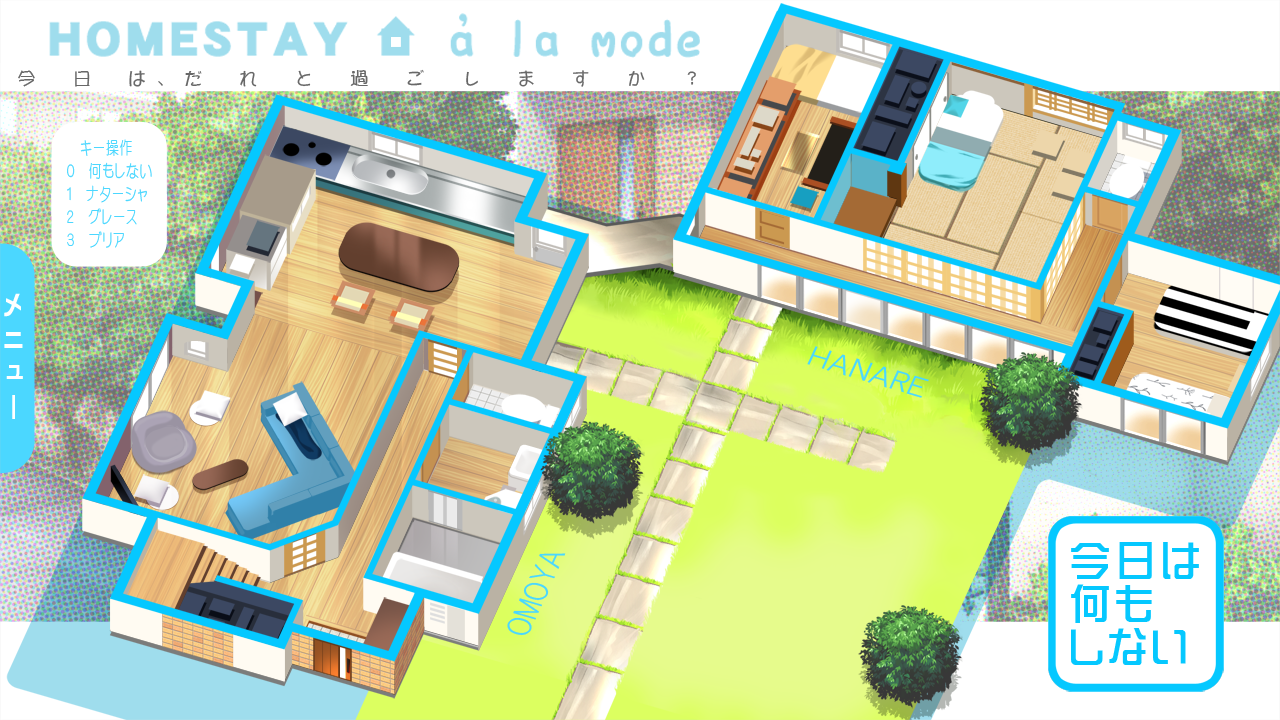 HOMESTAY à la mode
今日は、だれと過ごしますか?
キー操作
0 何もしない
1 ナターシャ
2 グレース
3 プリア
メニュー
HANARE
OMOYA
今日は
何も
しない